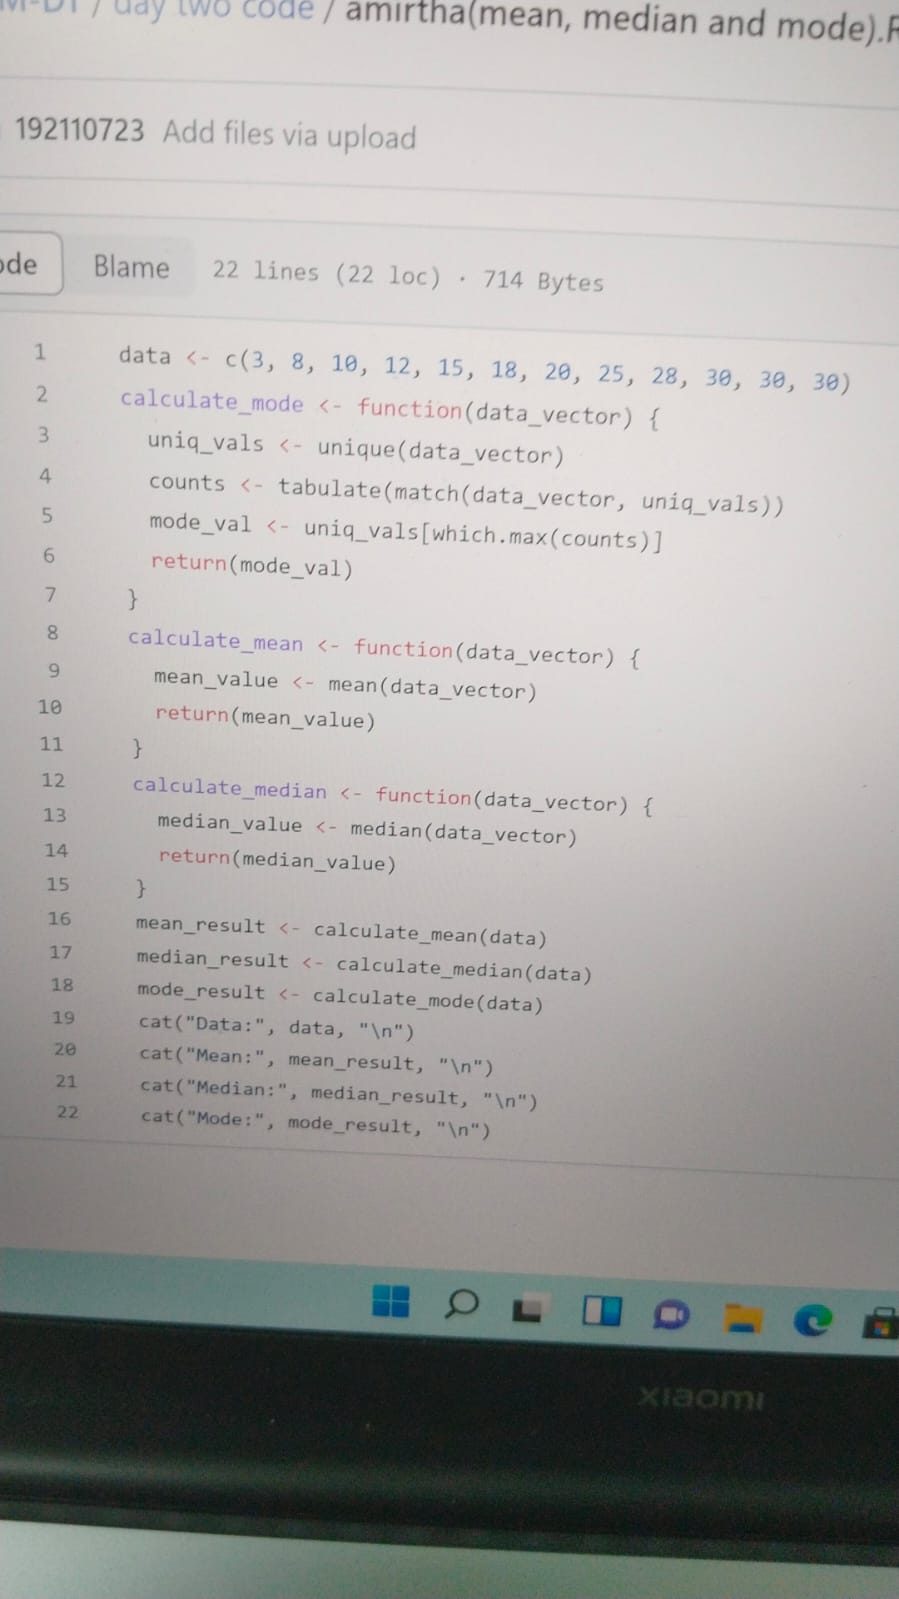 day two code / amirtha(mean, median and mode).R
192110723 Add files via upload
ode Blame 22 lines (22 loc) · 714 Bytes
1 data <- c(3, 8, 10, 12, 15, 18, 20, 25, 28, 30, 30, 30)
2 calculate_mode <- function(data_vector) {
3 uniq_vals <- unique(data_vector)
4 counts <- tabulate(match(data_vector, uniq_vals))
5 mode_val <- uniq_vals[which.max(counts)]
6 return(mode_val)
7 }
8 calculate_mean <- function(data_vector) {
9 mean_value <- mean(data_vector)
10 return(mean_value)
11 }
12 calculate_median <- function(data_vector) {
13 median_value <- median(data_vector)
14 return(median_value)
15 }
16 mean_result <- calculate_mean(data)
17 median_result <- calculate_median(data)
18 mode_result <- calculate_mode(data)
19 cat("Data:", data, "\n")
20 cat("Mean:", mean_result, "\n")
21 cat("Median:", median_result, "\n")
22 cat("Mode:", mode_result, "\n")
xiaomi